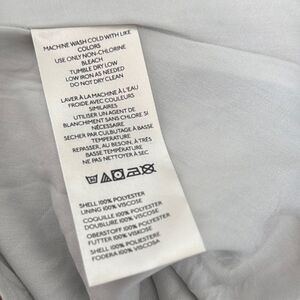 MACHINE WASH COLD WITH LIKE
COLORS
USE ONLY NON-CHLORINE
BLEACH
TUMBLE DRY LOW
LOW IRON AS NEEDED
DO NOT DRY CLEAN
LAVER À LA MACHINE À L'EAU
FROIDE AVEC COULEURS
SIMILAIRES
UTILISER UN AGENT DE
BLANCHIMENT SANS CHLORE SI
NÉCESSAIRE
SECHER PAR CULBUTAGE À BASSE
TEMPERATURE
REPASSER, AU BESOIN, À TRÈS
BASSE TEMPÉRATURE
NE PAS NETTOYER À SEC
SHELL 100% POLYESTER
LINING 100% VISCOSE
COQUILLE 100% POLYESTER
DOUBLURE 100% VISCOSE
OBERSTOFF 100% POLYESTER
FUTTER 100% VISKOSE
SHELL 100% POLIESTERE
FODERA 100% VISCOSA